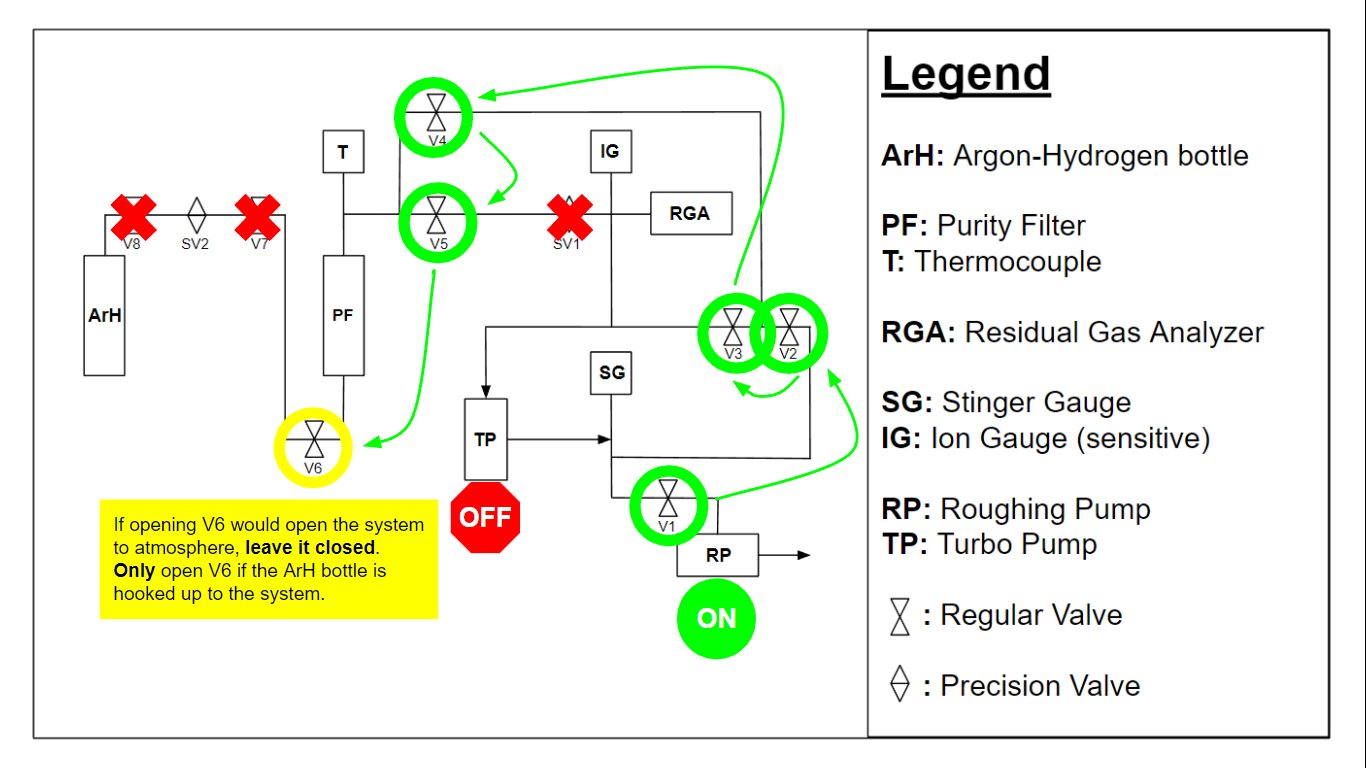 Legend
ArH: Argon-Hydrogen bottle
PF: Purity Filter
T: Thermocouple
RGA: Residual Gas Analyzer
SG: Stinger Gauge
IG: Ion Gauge (sensitive)
RP: Roughing Pump
TP: Turbo Pump
: Regular Valve
: Precision Valve
V4
T
IG
RGA
V8
SV2
V7
V5
SV1
ArH
PF
V3
V2
SG
TP
V6
V1
OFF
RP
ON
If opening V6 would open the system
to atmosphere, leave it closed.
Only open V6 if the ArH bottle is
hooked up to the system.